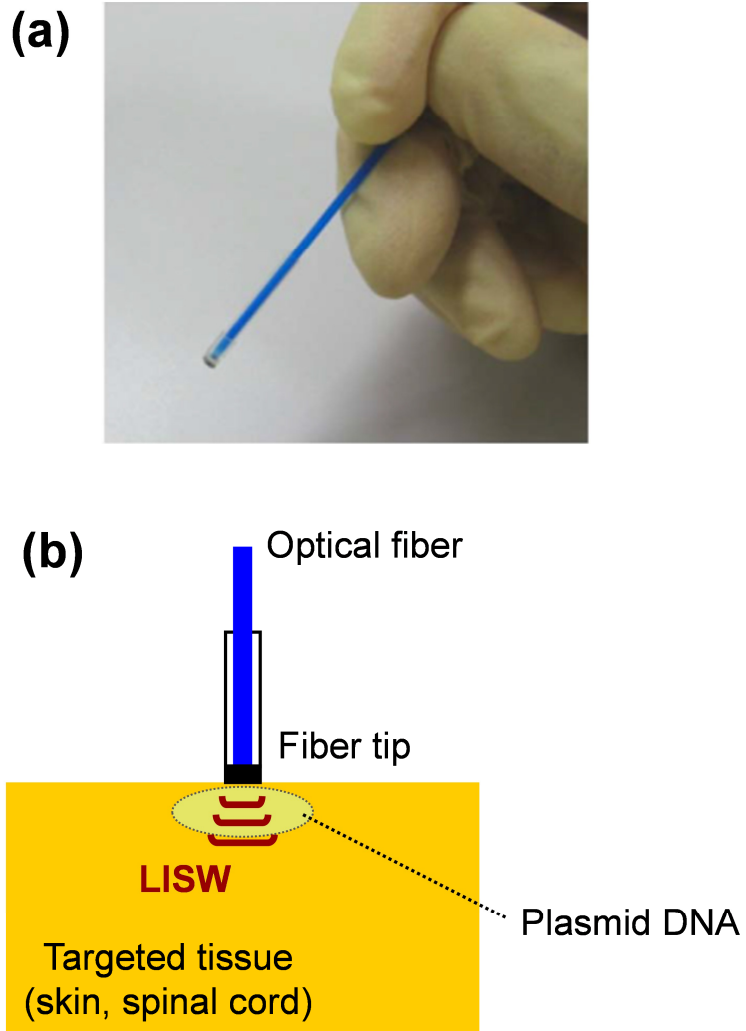 (a)
(b)
Optical fiber
Fiber tip
LISW
Plasmid DNA
Targeted tissue
(skin, spinal cord)